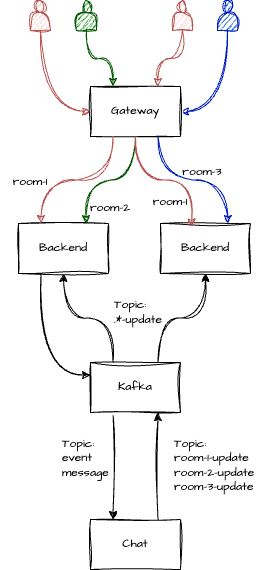 Gateway
room-3
room-1
room-1
room-2
Backend
Backend
Topic:
.*-update
Kafka
Topic:
event
message
Topic:
room-1-update
room-2-update
room-3-update
Chat